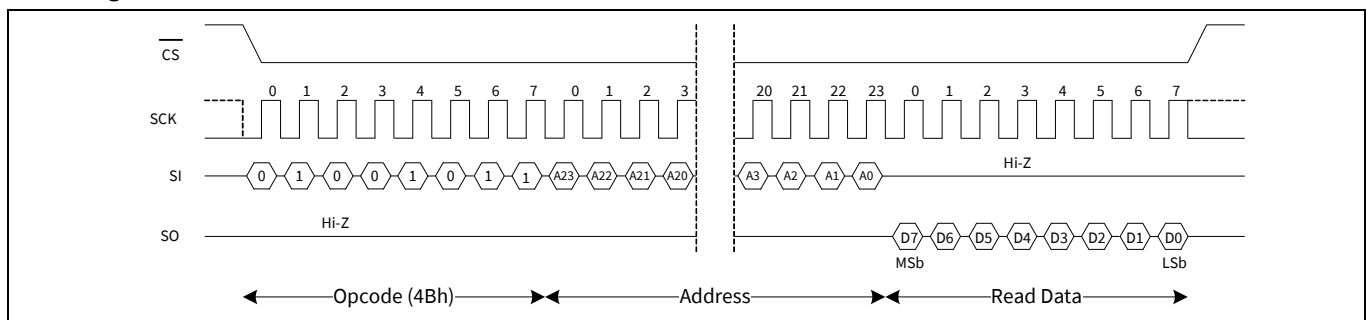 CS
0 1 2 3 4 5 6 7 0 1 2 3 20 21 22 23 0 1 2 3 4 5 6 7
SCK
Hi-Z
SI 0 1 0 0 1 0 1 1 A23 A22 A21 A20 A3 A2 A1 A0
Hi-Z
SO D7 D6 D5 D4 D3 D2 D1 D0
MSb LSb
Opcode (4Bh) Address Read Data